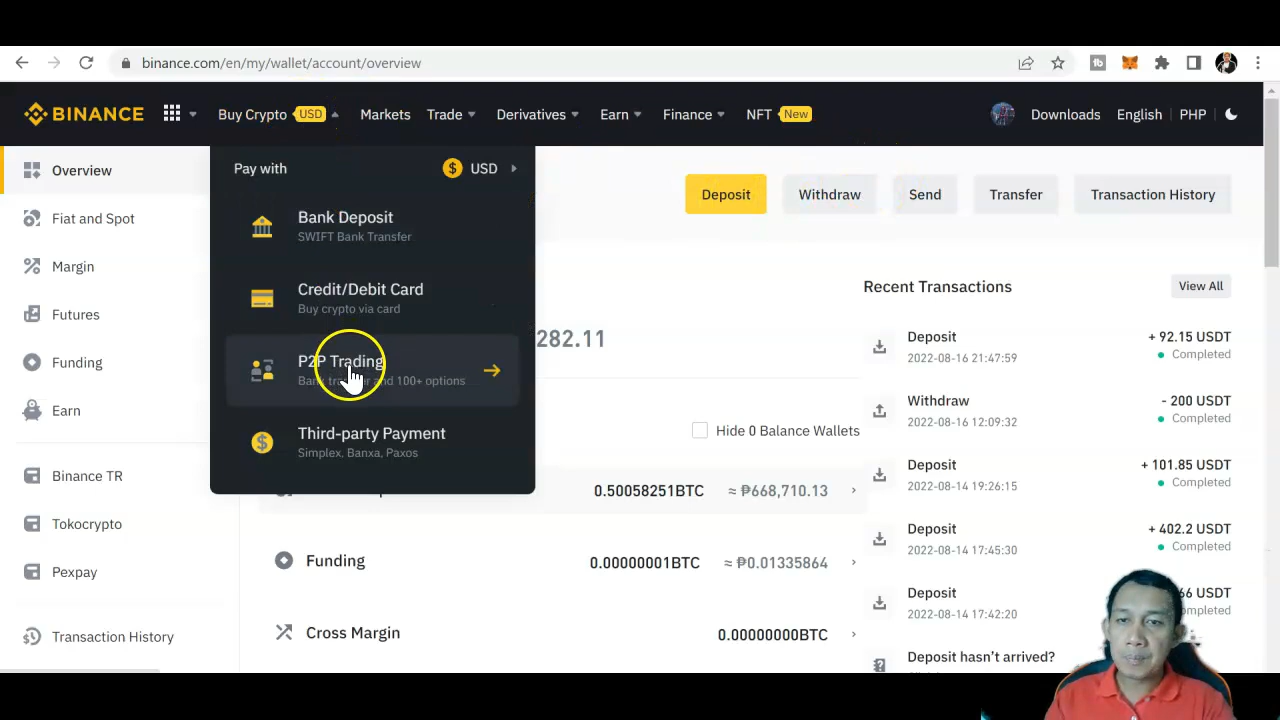 binance.com/en/my/wallet/account/overview
BINANCE
Buy Crypto USD
Markets
Trade
Derivatives
Earn
Finance
NFT New
Downloads
English
PHP
Overview
Fiat and Spot
Margin
Futures
Funding
Earn
Binance TR
Tokocrypto
Pexpay
Transaction History
Pay with
$ USD
Bank Deposit
SWIFT Bank Transfer
Credit/Debit Card
Buy crypto via card
P2P Trading
Bank transfer and 100+ options
Third-party Payment
Simplex, Banxa, Paxos
Deposit
Withdraw
Send
Transfer
Transaction History
282.11
Hide 0 Balance Wallets
0.50058251BTC
≈ ₱668,710.13
Funding
0.00000001BTC
≈ ₱0.01335864
Cross Margin
0.00000000BTC
Recent Transactions
View All
Deposit
+ 92.15 USDT
2022-08-16 21:47:59
Completed
Withdraw
- 200 USDT
2022-08-16 12:09:32
Completed
Deposit
+ 101.85 USDT
2022-08-14 19:26:15
Completed
Deposit
+ 402.2 USDT
2022-08-14 17:45:30
Completed
Deposit
66 USDT
2022-08-14 17:42:20
Completed
Deposit hasn't arrived?